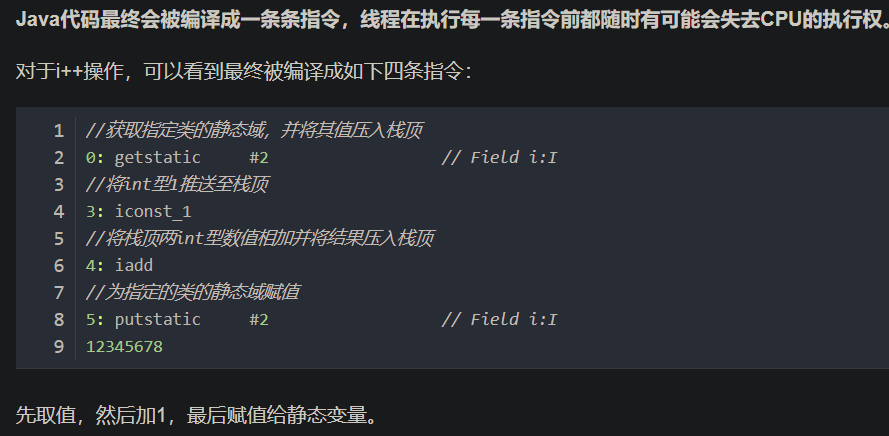 Java代码最终会被编译成一条条指令，线程在执行每一条指令前都随时有可能会失去CPU的执行权。
对于i++操作，可以看到最终被编译成如下四条指令：
1 //获取指定类的静态域，并将其值压入栈顶
2 0: getstatic #2 // Field i:I
3 //将int型1推送至栈顶
4 3: iconst_1
5 //将栈顶两int型数值相加并将结果压入栈顶
6 4: iadd
7 //为指定的类的静态域赋值
8 5: putstatic #2 // Field i:I
9 12345678
先取值，然后加1，最后赋值给静态变量。